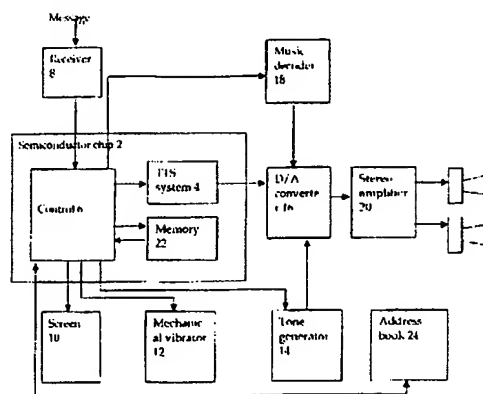 Message
Receiver
8
Music
decoder
18
Semiconductor chip 2
TTS
system 4
Control 6
Memory
22
D/A
converte
r 16
Stereo
amplifier
20
Screen
10
Mechanic
al vibrator
12
Tone
generator
14
Address
book 24